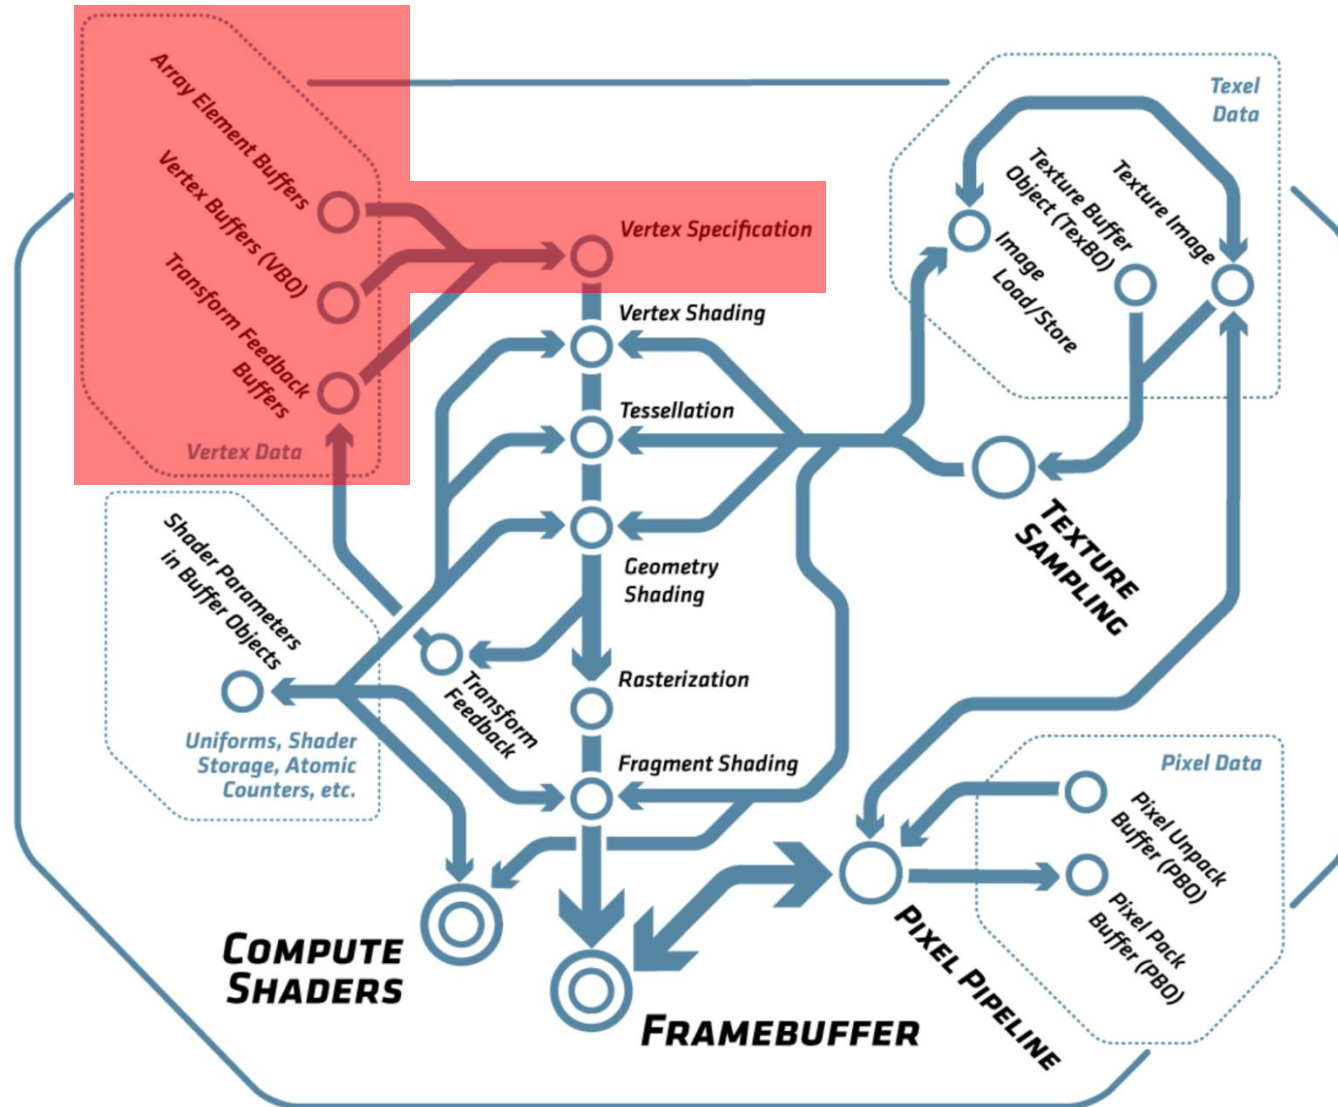 Array Element Buffers
Vertex Buffers (VBO)
Transform Feedback
Buffers
Vertex Data
Vertex Specification
Vertex Shading
Tessellation
Geometry
Shading
Rasterization
Fragment Shading
Transform
Feedback
Shader Parameters
in Buffer Objects
Uniforms, Shader
Storage, Atomic
Counters, etc.
Texel
Data
Texture Image
Texture Buffer
Object (TexBO)
Image
Load/Store
TEXTURE
SAMPLING
Pixel Data
Pixel Unpack
Buffer (PBO)
Pixel Pack
Buffer (PBO)
PIXEL PIPELINE
COMPUTE
SHADERS
FRAMEBUFFER